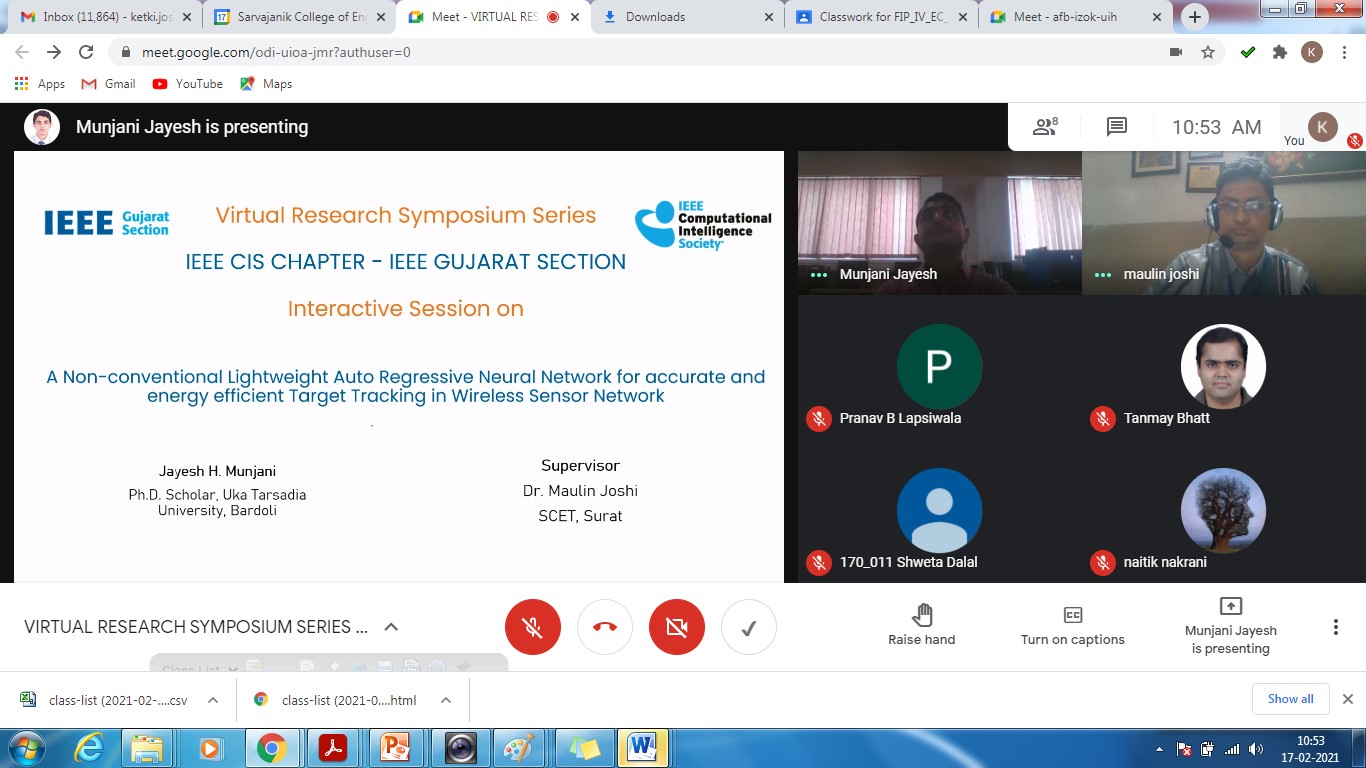 Inbox (11,864) - ketki.jos
Sarvajanik College of Eng
Meet - VIRTUAL RES
Downloads
Classwork for FIP_IV_EC_
Meet - afb-izok-uih
meet.google.com/odi-uioa-jmr?authuser=0
K
Apps
Gmail
YouTube
Maps
Munjani Jayesh is presenting
8
10:53 AM
You
K
IEEE Gujarat
Section
Virtual Research Symposium Series
IEEE
Computational
Intelligence
Society
IEEE CIS CHAPTER - IEEE GUJARAT SECTION
Interactive Session on
A Non-conventional Lightweight Auto Regressive Neural Network for accurate and
energy efficient Target Tracking in Wireless Sensor Network
.
Jayesh H. Munjani
Ph.D. Scholar, Uka Tarsadia
University, Bardoli
Supervisor
Dr. Maulin Joshi
SCET, Surat
Munjani Jayesh
maulin joshi
P
Pranav B Lapsiwala
Tanmay Bhatt
170_011 Shweta Dalal
naitik nakrani
VIRTUAL RESEARCH SYMPOSIUM SERIES ...
Raise hand
CC
Turn on captions
Munjani Jayesh
is presenting
Class List
class-list (2021-02-....csv
class-list (2021-0....html
Show all
10:53
17-02-2021